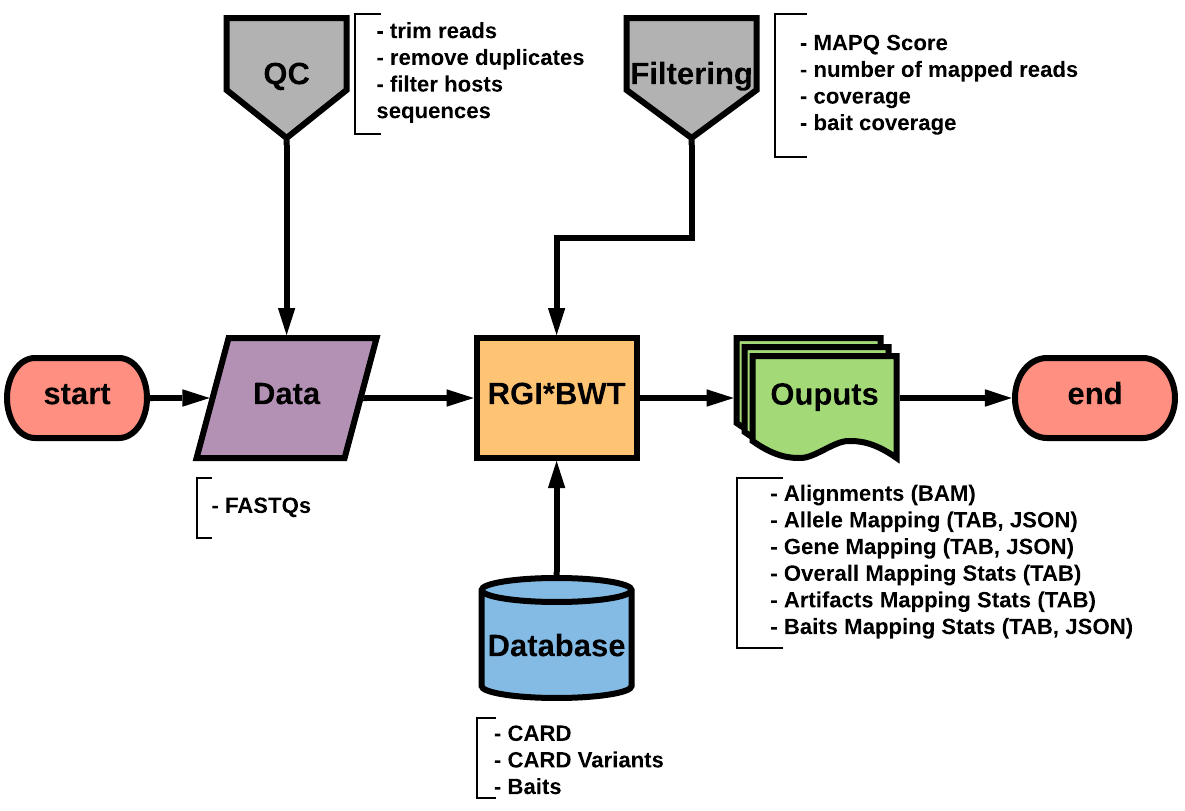 QC
- trim reads
- remove duplicates
- filter hosts
sequences
Filtering
- MAPQ Score
- number of mapped reads
- coverage
- bait coverage
start
Data
RGI*BWT
Ouputs
end
- FASTQs
- Alignments (BAM)
- Allele Mapping (TAB, JSON)
- Gene Mapping (TAB, JSON)
- Overall Mapping Stats (TAB)
- Artifacts Mapping Stats (TAB)
- Baits Mapping Stats (TAB, JSON)
Database
- CARD
- CARD Variants
- Baits